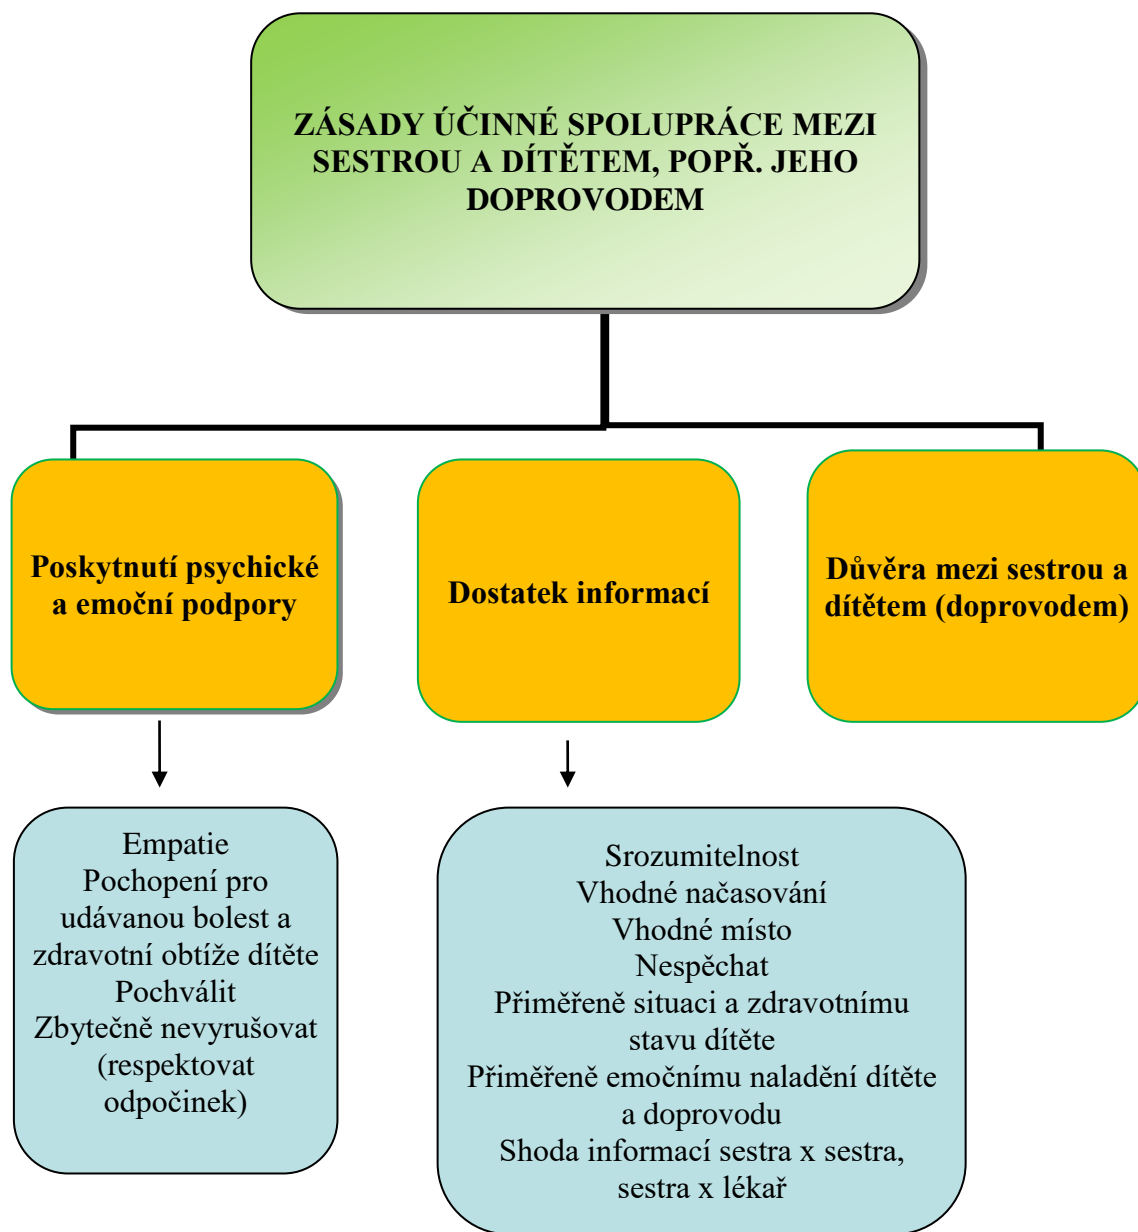 ZÁSADY ÚČINNÉ SPOLUPRÁCE MEZI
SESTROU A DÍTĚTEM, POPŘ. JEHO
DOPROVODEM
Poskytnutí psychické
a emoční podpory
Dostatek informací
Důvěra mezi sestrou a
dítětem (doprovodem)
Empatie
Pochopení pro
udávanou bolest a
zdravotní obtíže dítěte
Pochválit
Zbytečně nevyrušovat
(respektovat
odpočinek)
Srozumitelnost
Vhodné načasování
Vhodné místo
Nespěchat
Přiměřeně situaci a zdravotnímu
stavu dítěte
Přiměřeně emočnímu naladění dítěte
a doprovodu
Shoda informací sestra x sestra,
sestra x lékař